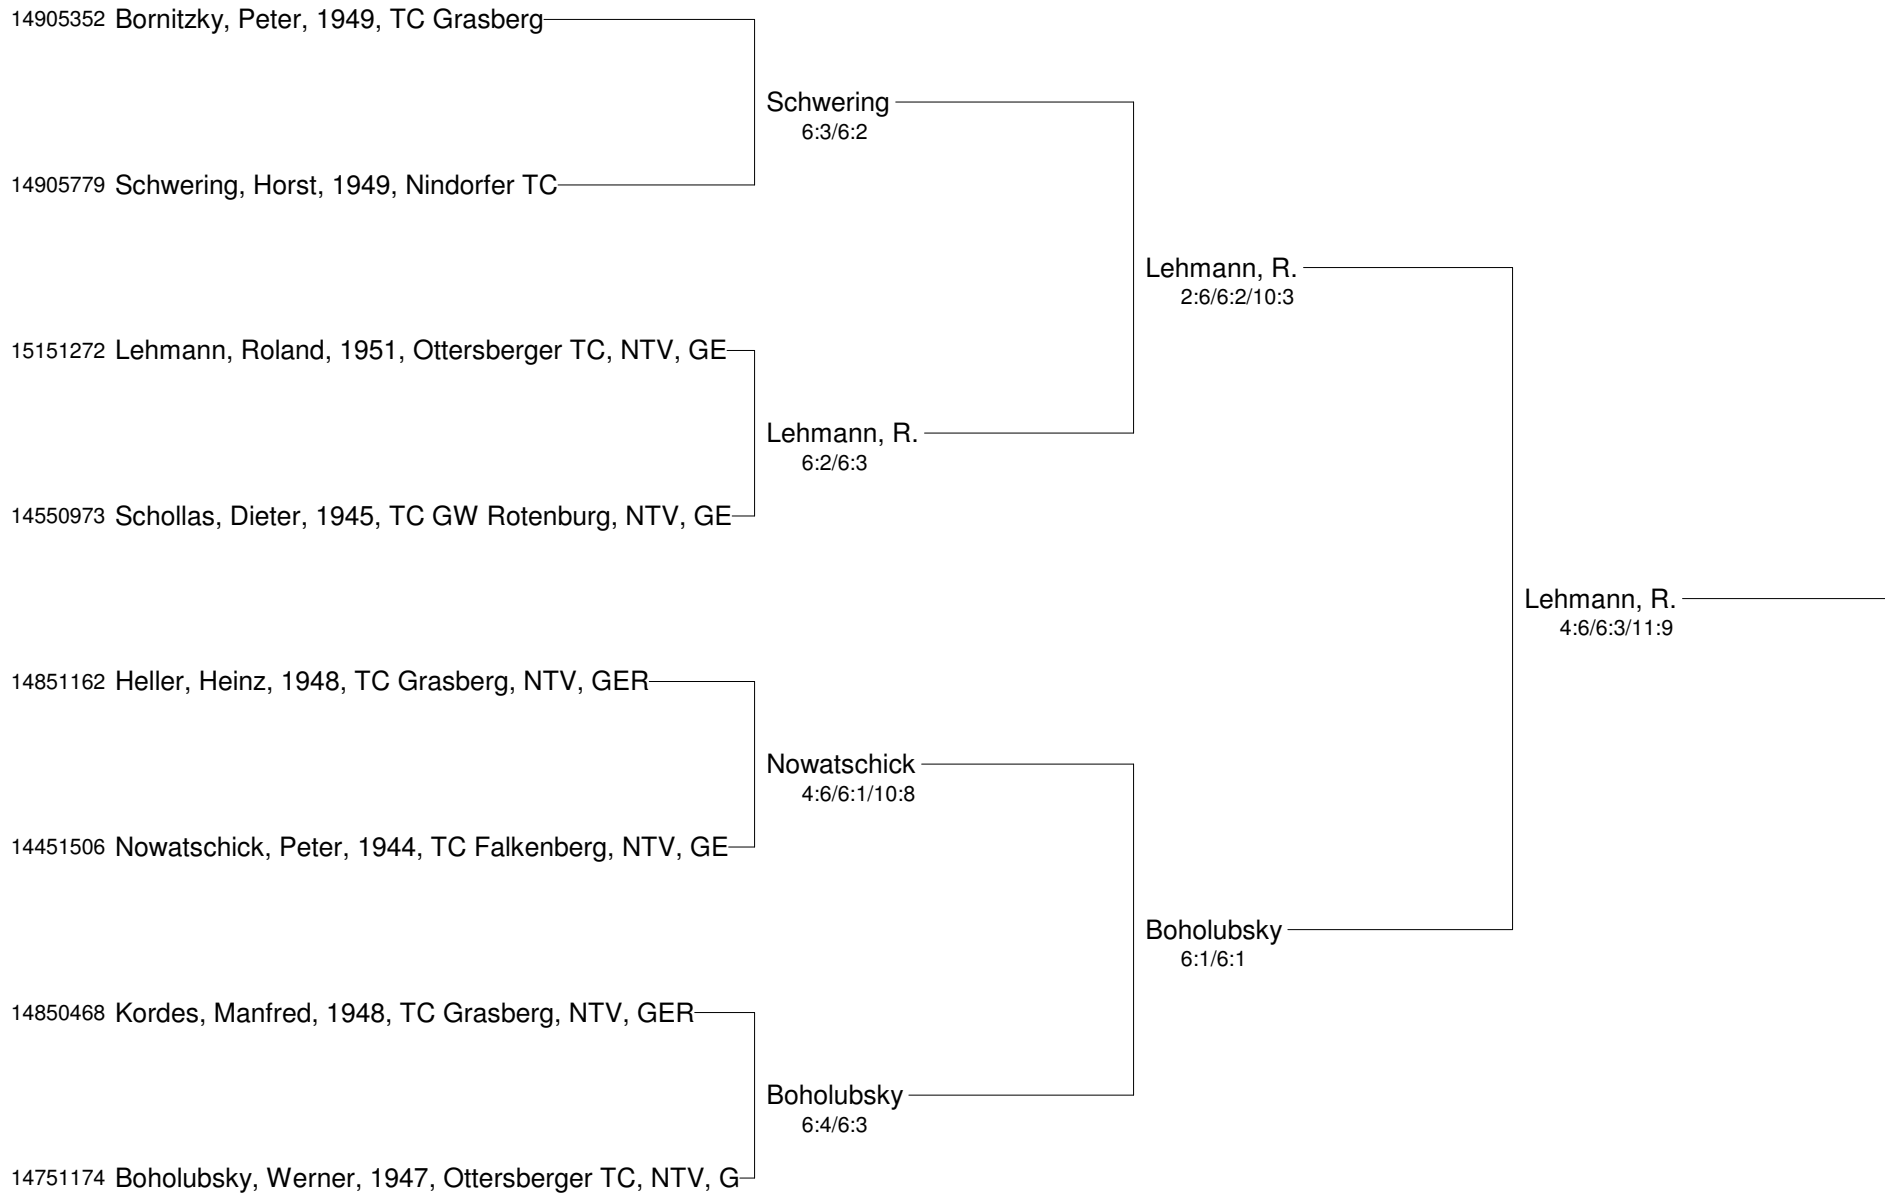 14905352 Bornitzky, Peter, 1949, TC Grasberg
Schwering
6:3/6:2
14905779 Schwering, Horst, 1949, Nindorfer TC
Lehmann, R.
2:6/6:2/10:3
15151272 Lehmann, Roland, 1951, Ottersberger TC, NTV, GE
Lehmann, R.
6:2/6:3
14550973 Schollas, Dieter, 1945, TC GW Rotenburg, NTV, GE
Lehmann, R.
4:6/6:3/11:9
14851162 Heller, Heinz, 1948, TC Grasberg, NTV, GER
Nowatschick
4:6/6:1/10:8
14451506 Nowatschick, Peter, 1944, TC Falkenberg, NTV, GE
Boholubsky
6:1/6:1
14850468 Kordes, Manfred, 1948, TC Grasberg, NTV, GER
Boholubsky
6:4/6:3
14751174 Boholubsky, Werner, 1947, Ottersberger TC, NTV, G